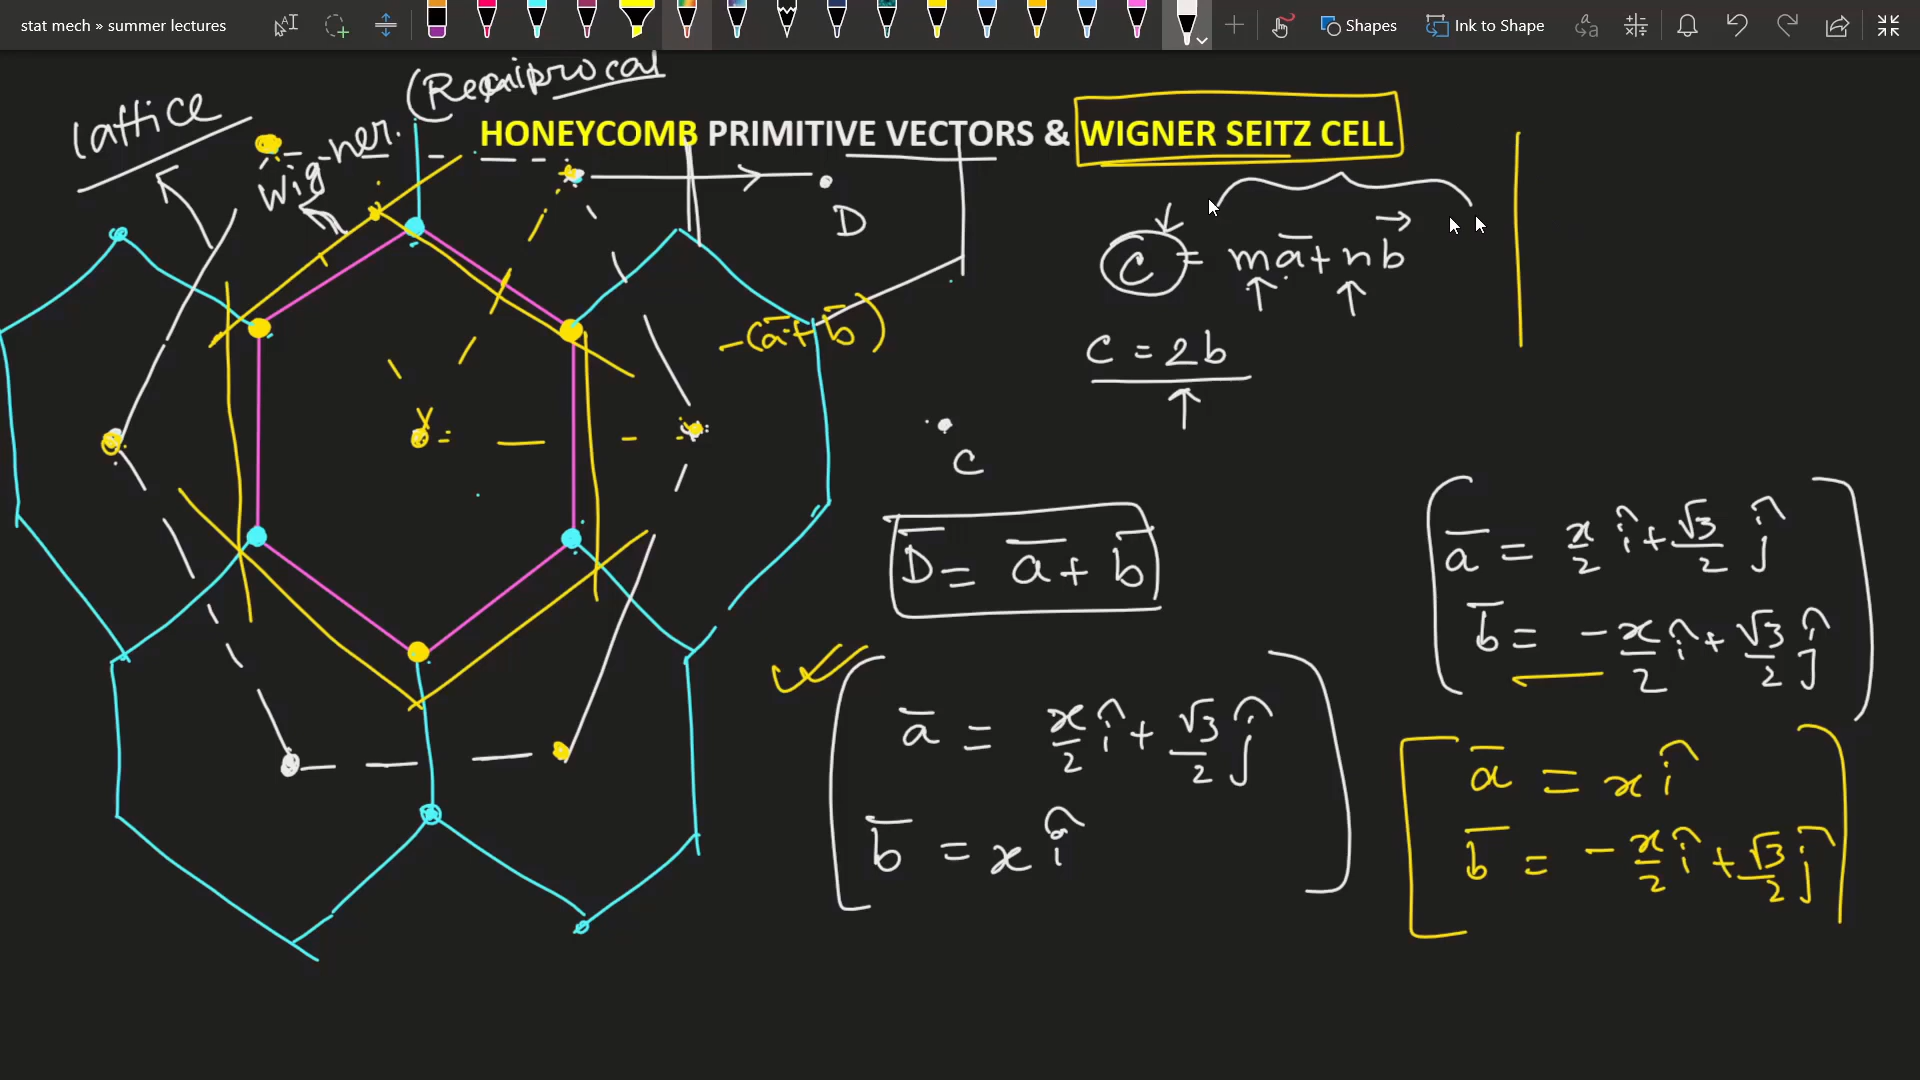 stat mech » summer lectures
Shapes
Ink to Shape
(Reciprocal
lattice
Wigner.
HONEYCOMB PRIMITIVE VECTORS & WIGNER SEITZ CELL
D
c = ma̅ + nb⃗
-(a̅+b̅)
c = 2b
C
D̅ = a̅ + b̅
a̅ = x/2 î + √3/2 ĵ
b̅ = -x/2 î + √3/2 ĵ
a̅ = x/2 î + √3/2 ĵ
b̅ = x î
a̅ = x î
b̅ = -x/2 î + √3/2 ĵ